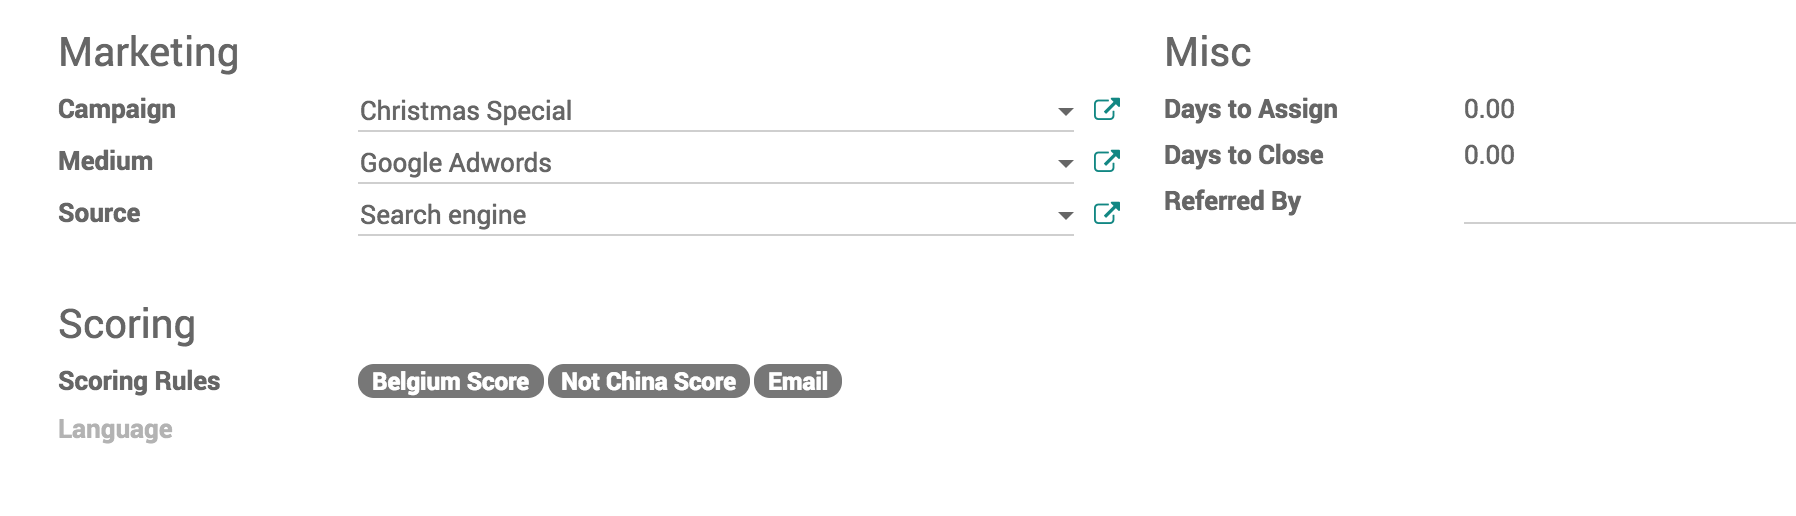 Marketing
Campaign Christmas Special
Medium Google Adwords
Source Search engine
Misc
Days to Assign 0.00
Days to Close 0.00
Referred By
Scoring
Scoring Rules Belgium Score Not China Score Email
Language